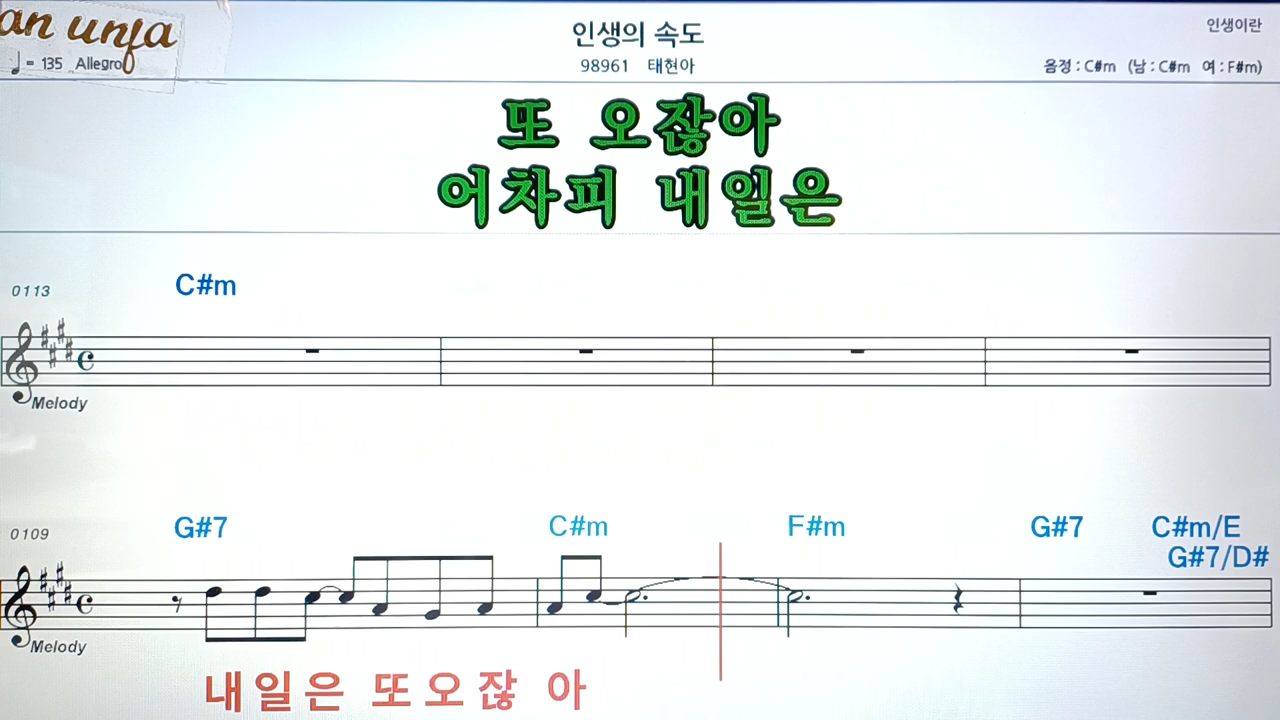 an unfa
인생의 속도
인생이란
♩ = 135 Allegro
98961 태현아
음정 : C#m (남 : C#m 여 : F#m)
또 오잖아
어차피 내일은
0113
C#m
Melody
0109
G#7 C#m F#m G#7 C#m/E
G#7/D#
Melody
내일은 또오잖 아